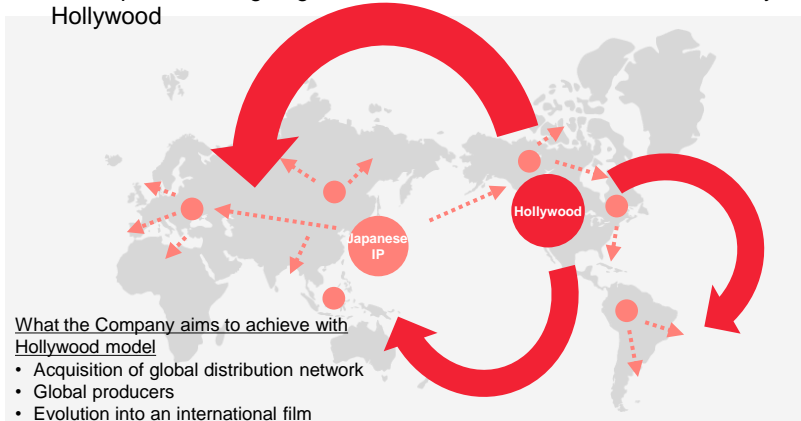 Hollywood
Hollywood
Japanese
IP
What the Company aims to achieve with
Hollywood model
• Acquisition of global distribution network
• Global producers
• Evolution into an international film